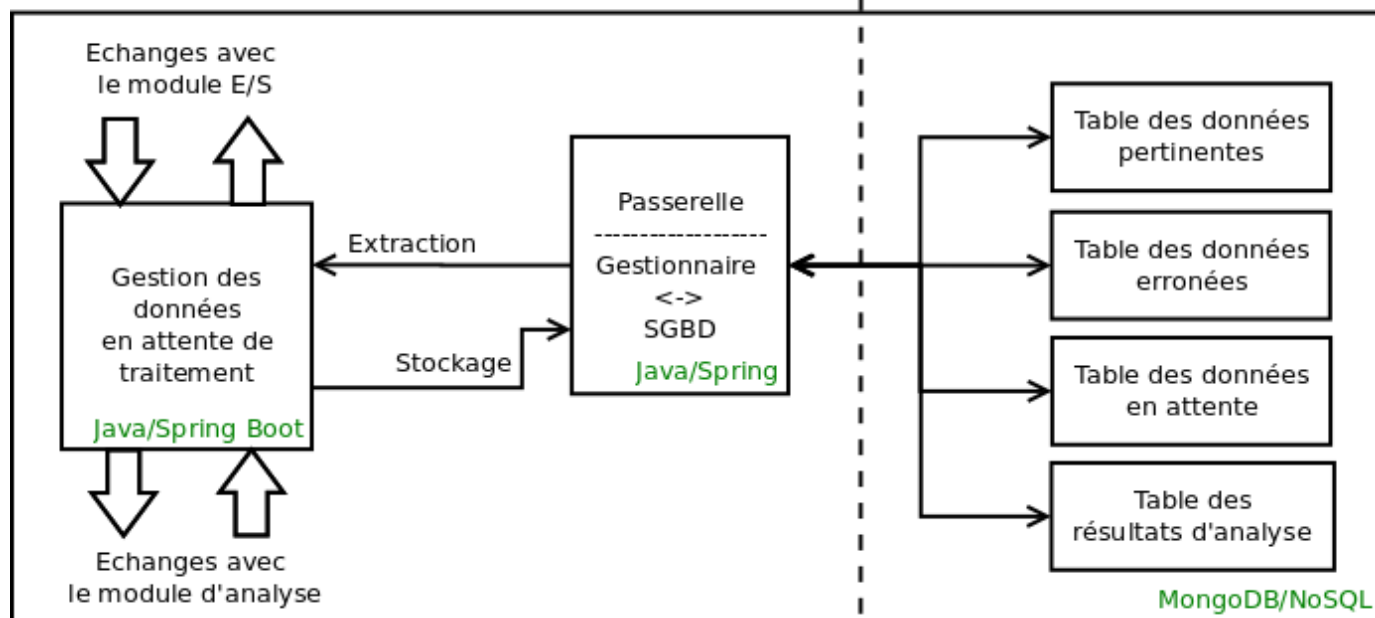 Echanges avec
le module E/S
Gestion des
données
en attente de
traitement
Java/Spring Boot
Echanges avec
le module d'analyse
Extraction
Stockage
Passerelle
-------------------
Gestionnaire
<->
SGBD
Java/Spring
Table des données
pertinentes
Table des données
erronées
Table des données
en attente
Table des
résultats d'analyse
MongoDB/NoSQL